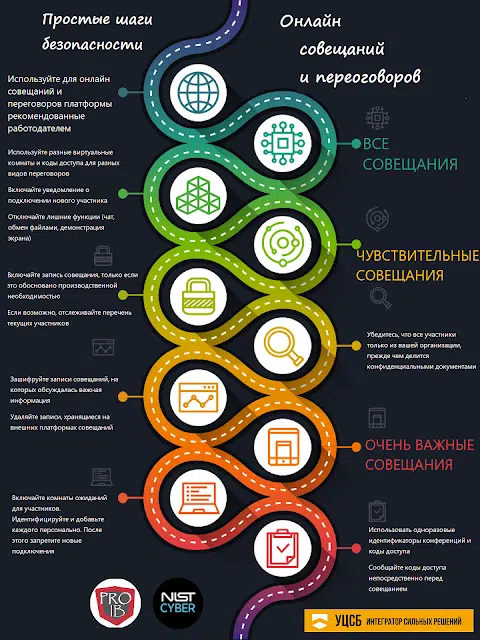 Простые шаги
безопасности
Онлайн
совещаний
и переоговоров
Используйте для онлайн
совещаний и
переговоров платформы
рекомендованные
работодателем
ВСЕ
СОВЕЩАНИЯ
Используйте разные виртуальные
комнаты и коды доступа для разных
видов переговоров
Включайте уведомление о
подключении нового участника
Отключайте лишние функции (чат,
обмен файлами, демонстрация
экрана)
ЧУВСТВИТЕЛЬНЫЕ
СОВЕЩАНИЯ
Включайте запись совещания, только если
это обосновано производственной
необходимостью
Если возможно, отслеживайте перечень
текущих участников
Убедитесь, что все участники
только из вашей организации,
прежде чем делится
конфиденциальными документами
Зашифруйте записи совещаний, на
которых обсуждалась важная
информация
Удаляйте записи, хранящиеся на
внешних платформах совещаний
ОЧЕНЬ ВАЖНЫЕ
СОВЕЩАНИЯ
Включайте комнаты ожиданий
для участников.
Идентифицируйте и добавьте
каждого персонально. После
этого запретите новые
подключения
Использовать одноразовые
идентификаторы конференций и
коды доступа
Сообщайте коды доступа
непосредственно перед
совещанием
PRO
IB
NIST
CYBER
УЦСБ ИНТЕГРАТОР СИЛЬНЫХ РЕШЕНИЙ